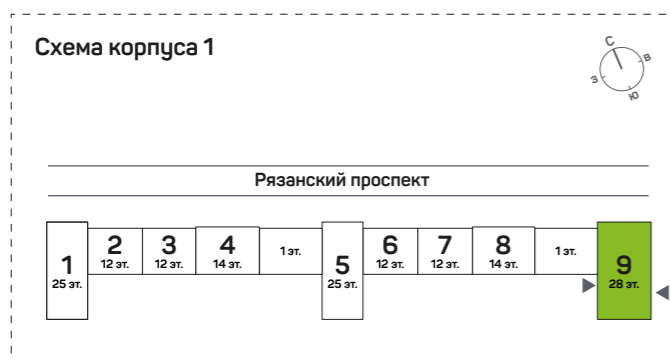 Схема корпуса 1
С
В
З
Ю
Рязанский проспект
1
25 эт.
2
12 эт.
3
12 эт.
4
14 эт.
1 эт.
5
25 эт.
6
12 эт.
7
12 эт.
8
14 эт.
1 эт.
9
28 эт.